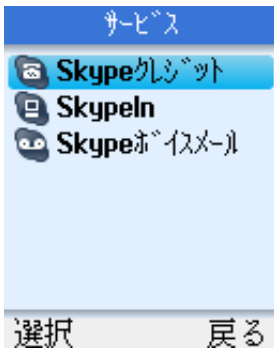 ｻｰﾋﾞｽ
Skypeｸﾚｼﾞｯﾄ
SkypeIn
Skypeﾎﾞｲｽﾒｰﾙ
選択 戻る